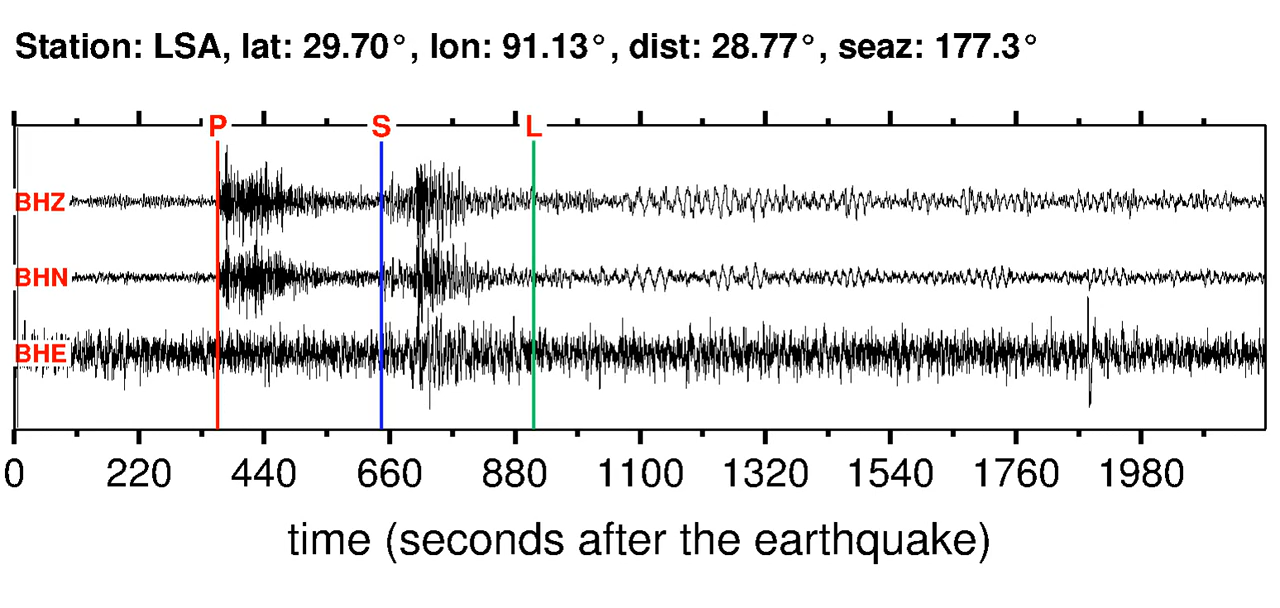 Station: LSA, lat: 29.70°, lon: 91.13°, dist: 28.77°, seaz: 177.3°
P S L
BHZ
BHN
BHE
0 220 440 660 880 1100 1320 1540 1760 1980
time (seconds after the earthquake)